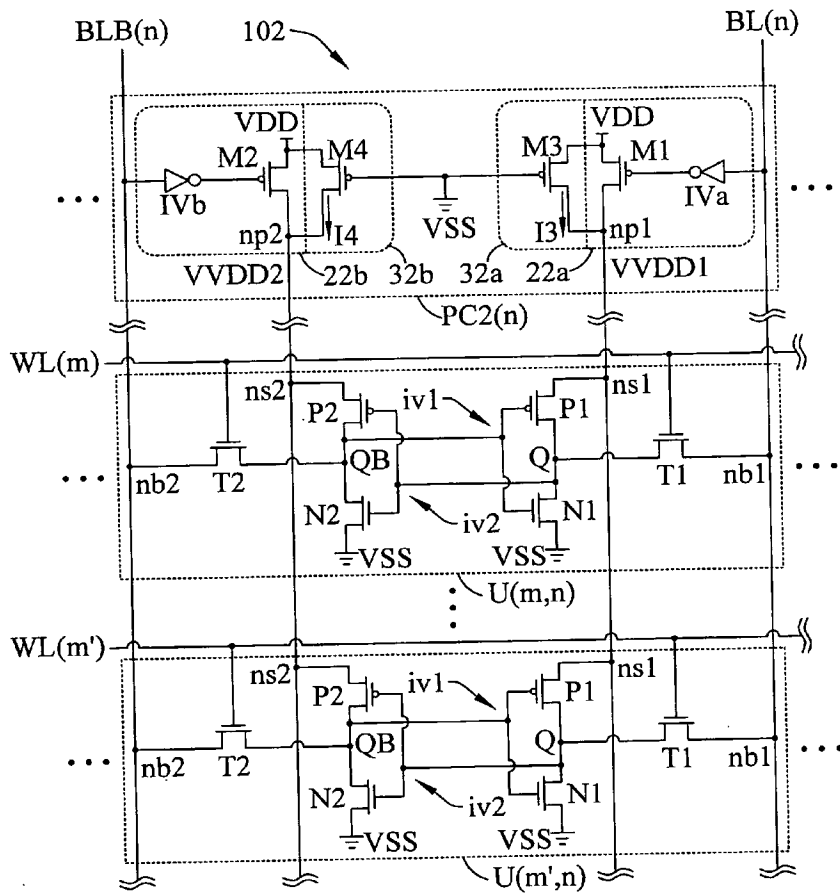 BLB(n) 102 BL(n)
VDD VDD
M2 M4 M3 M1
... ...
IVb VSS IVa
np2 I4 I3 np1
VVDD2 22b 32b 32a 22a VVDD1
PC2(n)
WL(m)
ns2 ns1
P2 iv1 P1
... QB Q ...
nb2 T2 T1 nb1
N2 iv2 N1
VSS VSS
U(m,n)
WL(m')
ns2 ns1
P2 iv1 P1
... QB Q ...
nb2 T2 T1 nb1
N2 iv2 N1
VSS VSS
U(m',n)